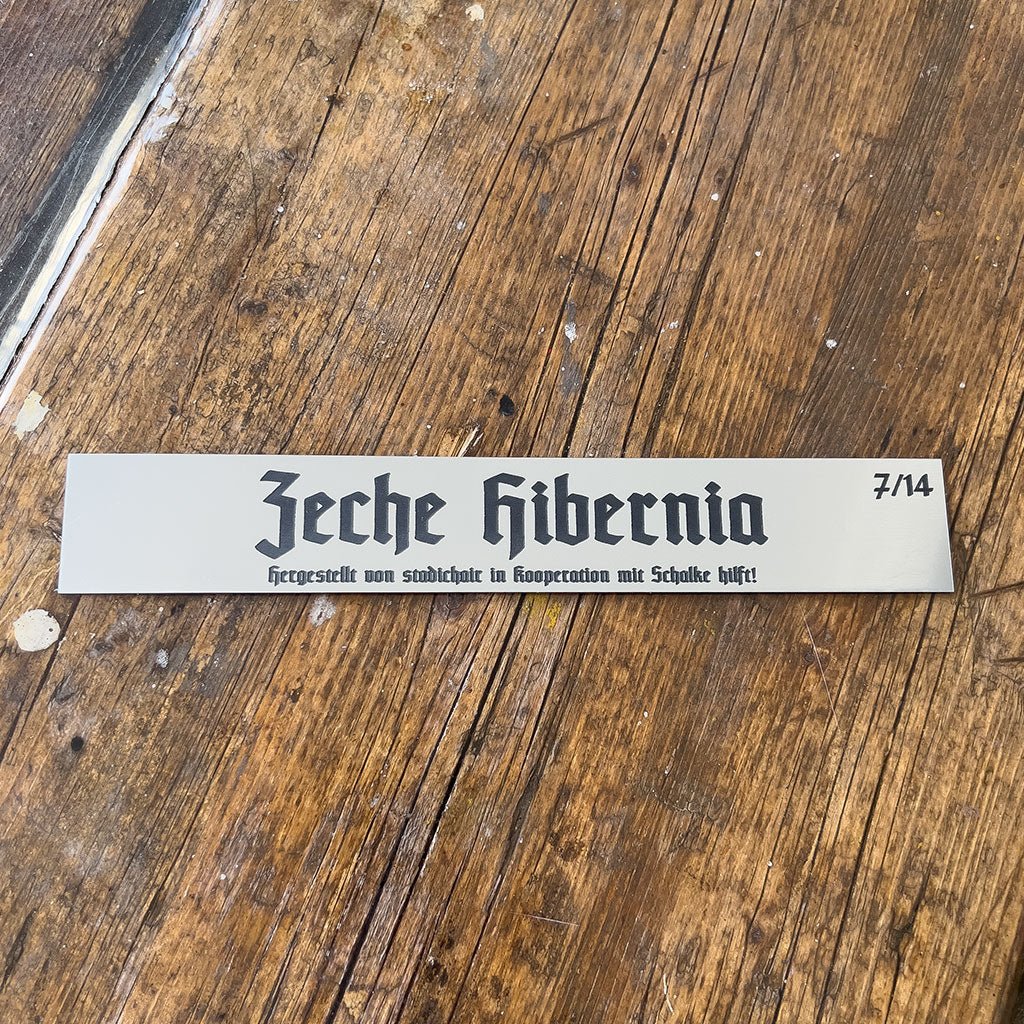 Zeche Hibernia
7/14
Hergestellt von stadichair in Kooperation mit Schalke hilft!